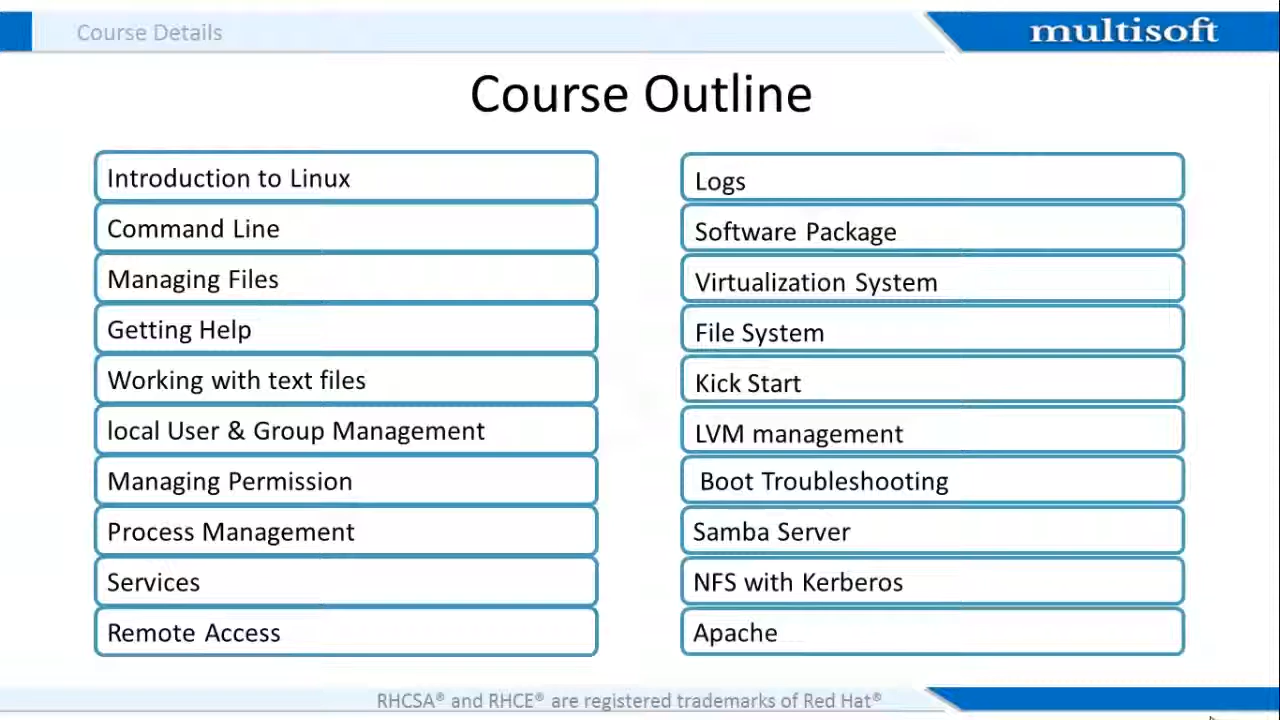 Course Details
multisoft
Course Outline
Introduction to Linux
Command Line
Managing Files
Getting Help
Working with text files
local User & Group Management
Managing Permission
Process Management
Services
Remote Access
Logs
Software Package
Virtualization System
File System
Kick Start
LVM management
Boot Troubleshooting
Samba Server
NFS with Kerberos
Apache
RHCSA® and RHCE® are registered trademarks of Red Hat®